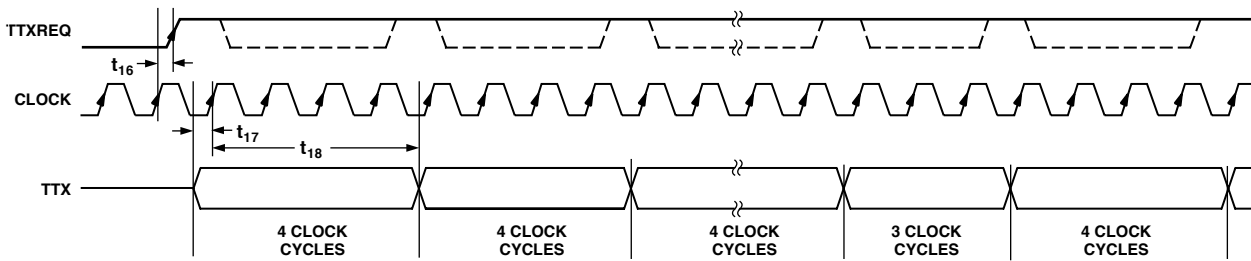 TTXREQ
t16
CLOCK
t17
t18
TTX
4 CLOCK
CYCLES
4 CLOCK
CYCLES
4 CLOCK
CYCLES
3 CLOCK
CYCLES
4 CLOCK
CYCLES